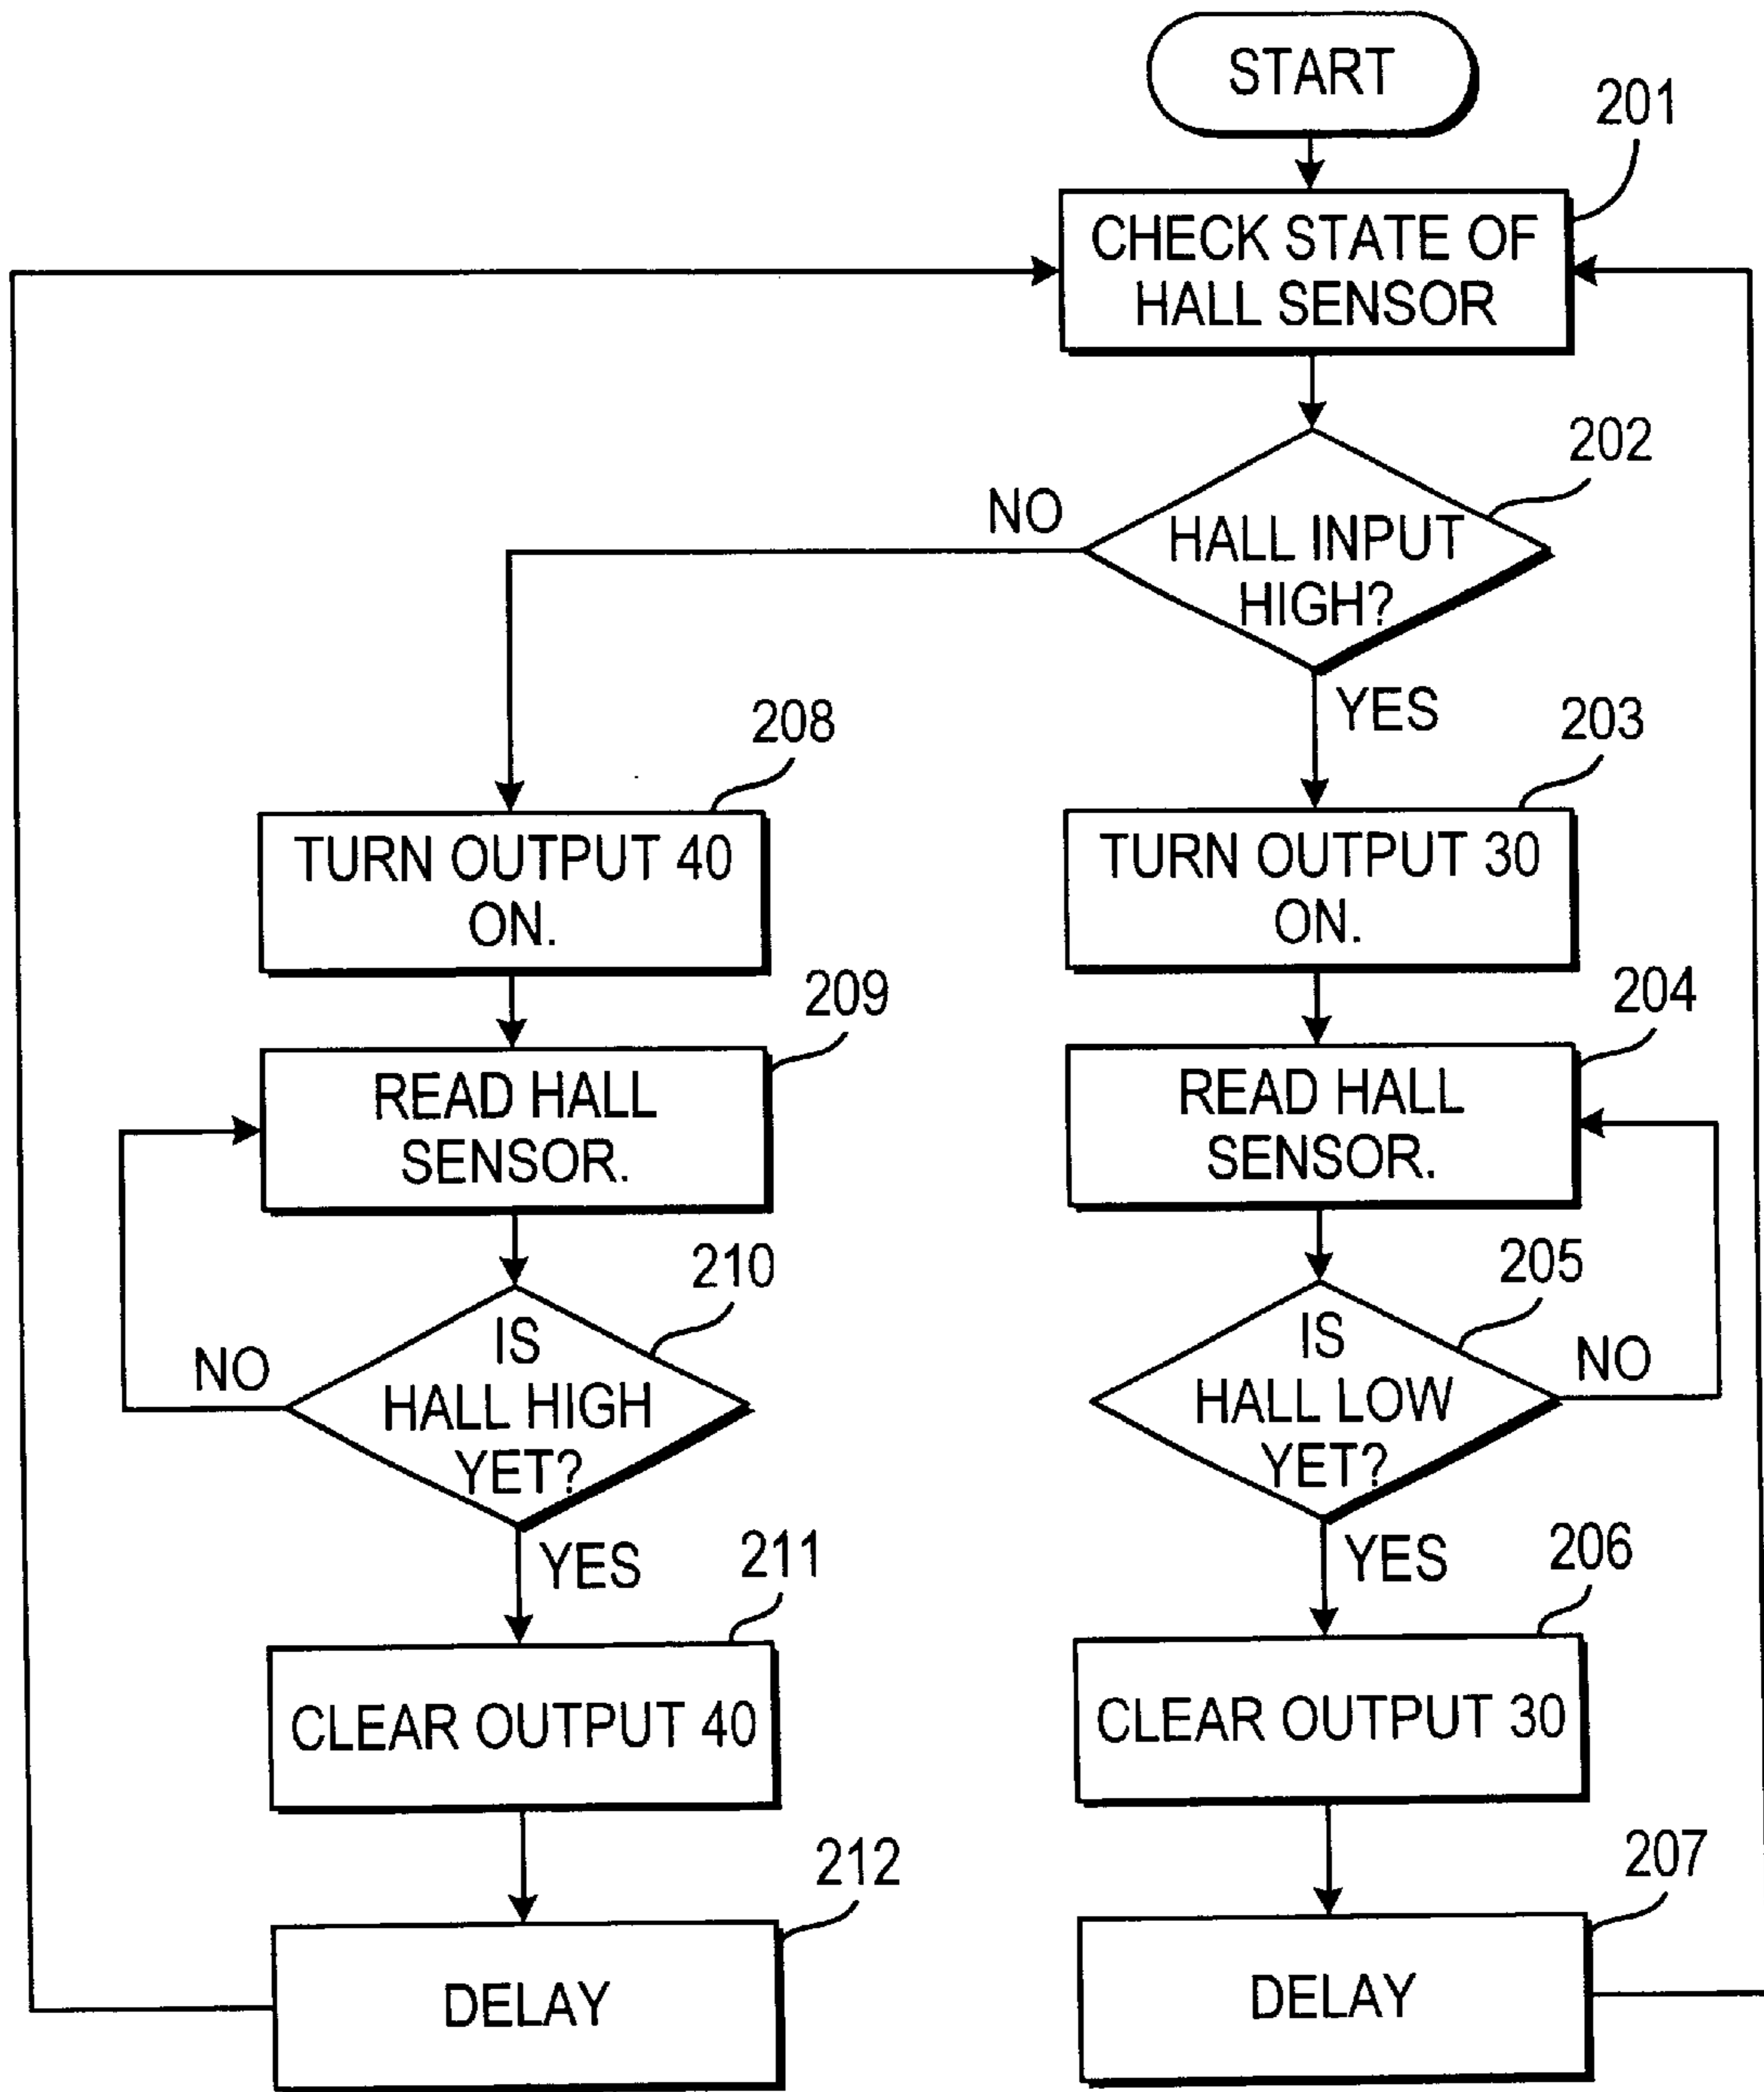 START
201
CHECK STATE OF
HALL SENSOR
202
NO
HALL INPUT
HIGH?
YES
208
203
TURN OUTPUT 40
ON.
TURN OUTPUT 30
ON.
209
204
READ HALL
SENSOR.
READ HALL
SENSOR.
210
205
NO
IS
HALL HIGH
YET?
IS
HALL LOW
YET?
NO
YES
YES
211
206
CLEAR OUTPUT 40
CLEAR OUTPUT 30
212
207
DELAY
DELAY